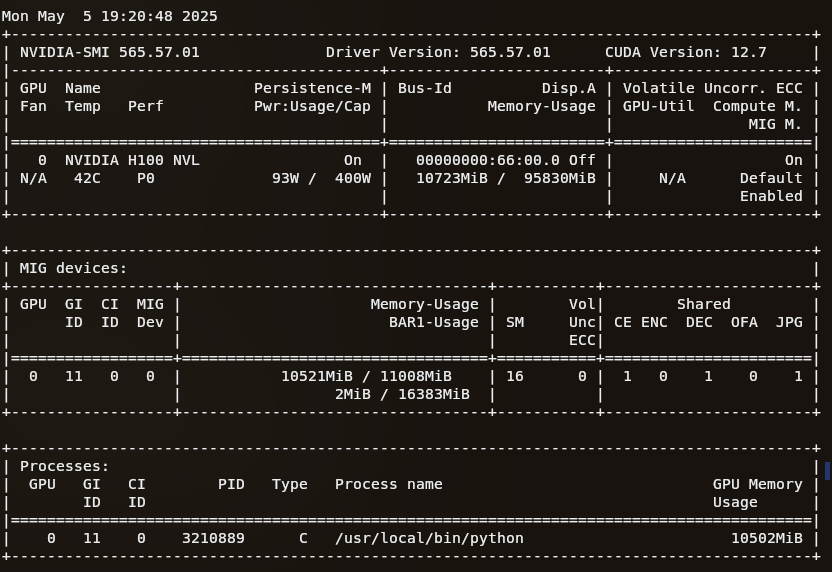 Mon May  5 19:20:48 2025
+-----------------------------------------------------------------------------------------+
| NVIDIA-SMI 565.57.01              Driver Version: 565.57.01      CUDA Version: 12.7     |
|-----------------------------------------+------------------------+----------------------+
| GPU  Name                 Persistence-M | Bus-Id          Disp.A | Volatile Uncorr. ECC |
| Fan  Temp   Perf          Pwr:Usage/Cap |           Memory-Usage | GPU-Util  Compute M. |
|                                         |                        |               MIG M. |
|=========================================+========================+======================|
|   0  NVIDIA H100 NVL                On  |   00000000:66:00.0 Off |                   On |
| N/A   42C    P0              93W /  400W |   10723MiB /  95830MiB |     N/A      Default |
|                                         |                        |              Enabled |
+-----------------------------------------+------------------------+----------------------+

+-----------------------------------------------------------------------------------------+
| MIG devices:                                                                            |
+------------------+----------------------------------+-----------+-----------------------+
| GPU  GI  CI  MIG |                     Memory-Usage |        Vol|        Shared         |
|      ID  ID  Dev |                       BAR1-Usage | SM     Unc| CE ENC  DEC  OFA  JPG |
|                  |                                  |        ECC|                       |
|==================+==================================+===========+=======================|
|  0   11   0   0  |           10521MiB / 11008MiB    | 16      0 |  1   0    1    0    1 |
|                  |                 2MiB / 16383MiB  |           |                       |
+------------------+----------------------------------+-----------+-----------------------+

+-----------------------------------------------------------------------------------------+
| Processes:                                                                              |
|  GPU   GI   CI        PID   Type   Process name                              GPU Memory |
|        ID   ID                                                               Usage      |
|=========================================================================================|
|    0   11    0    3210889      C   /usr/local/bin/python                       10502MiB |
+-----------------------------------------------------------------------------------------+